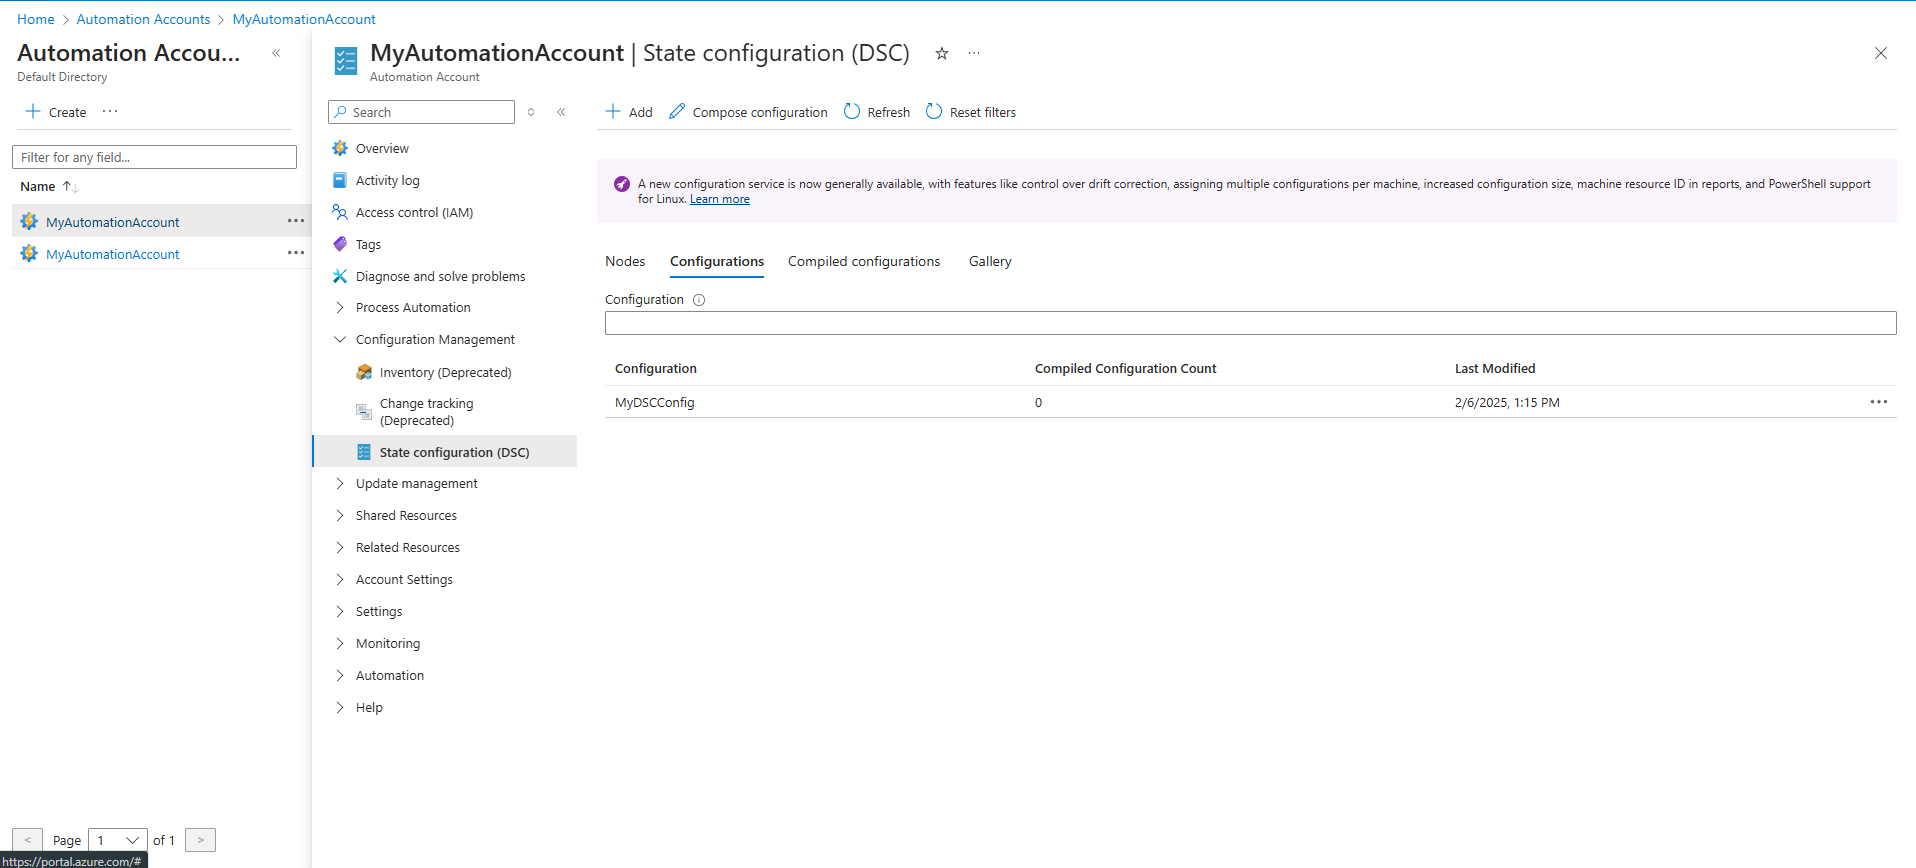 Home > Automation Accounts > MyAutomationAccount
Automation Accou...
Default Directory
Create
Filter for any field...
Name
MyAutomationAccount
MyAutomationAccount
< Page 1 of 1 >
https://portal.azure.com/#
MyAutomationAccount | State configuration (DSC)
Automation Account
Search
Overview
Activity log
Access control (IAM)
Tags
Diagnose and solve problems
Process Automation
Configuration Management
Inventory (Deprecated)
Change tracking
(Deprecated)
State configuration (DSC)
Update management
Shared Resources
Related Resources
Account Settings
Settings
Monitoring
Automation
Help
Add Compose configuration Refresh Reset filters
A new configuration service is now generally available, with features like control over drift correction, assigning multiple configurations per machine, increased configuration size, machine resource ID in reports, and PowerShell support
for Linux. Learn more
Nodes Configurations Compiled configurations Gallery
Configuration
Configuration Compiled Configuration Count Last Modified
MyDSCConfig 0 2/6/2025, 1:15 PM